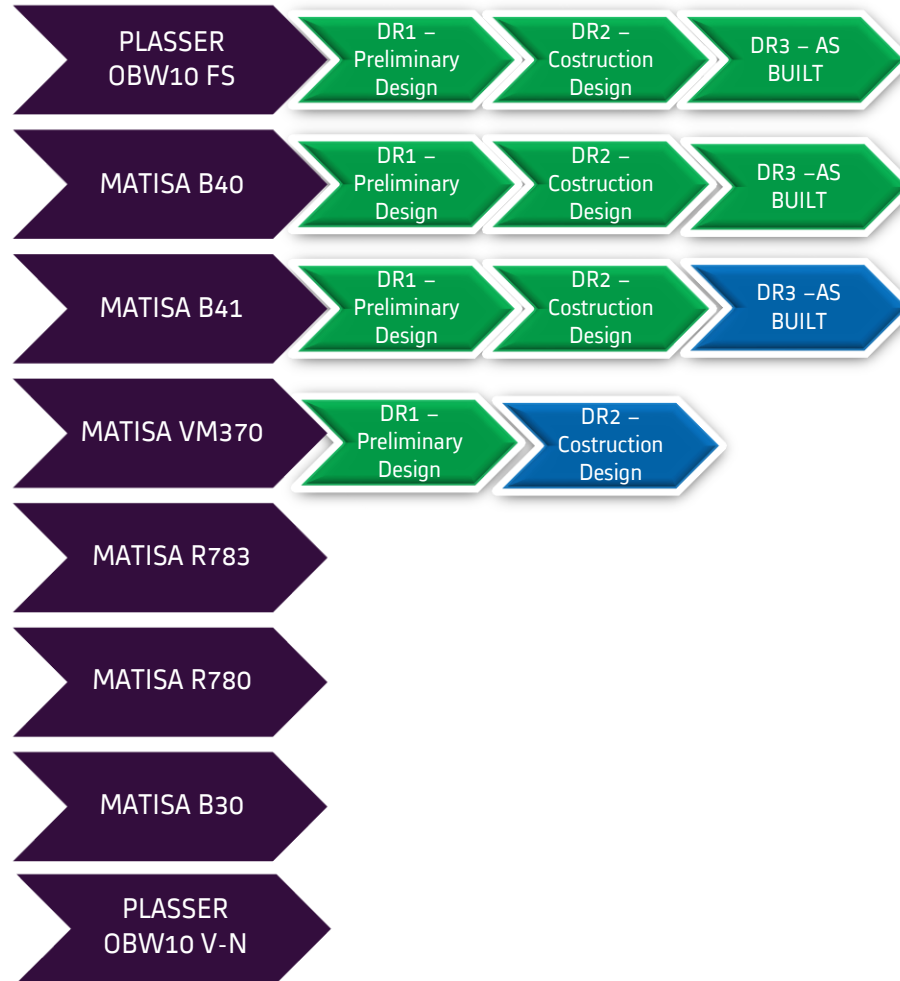 PLASSER
OBW10 FS
DR1 –
Preliminary
Design
DR2 –
Costruction
Design
DR3 – AS
BUILT
MATISA B40
DR1 –
Preliminary
Design
DR2 –
Costruction
Design
DR3 –AS
BUILT
MATISA B41
DR1 –
Preliminary
Design
DR2 –
Costruction
Design
DR3 –AS
BUILT
MATISA VM370
DR1 –
Preliminary
Design
DR2 –
Costruction
Design
MATISA R783
MATISA R780
MATISA B30
PLASSER
OBW10 V-N